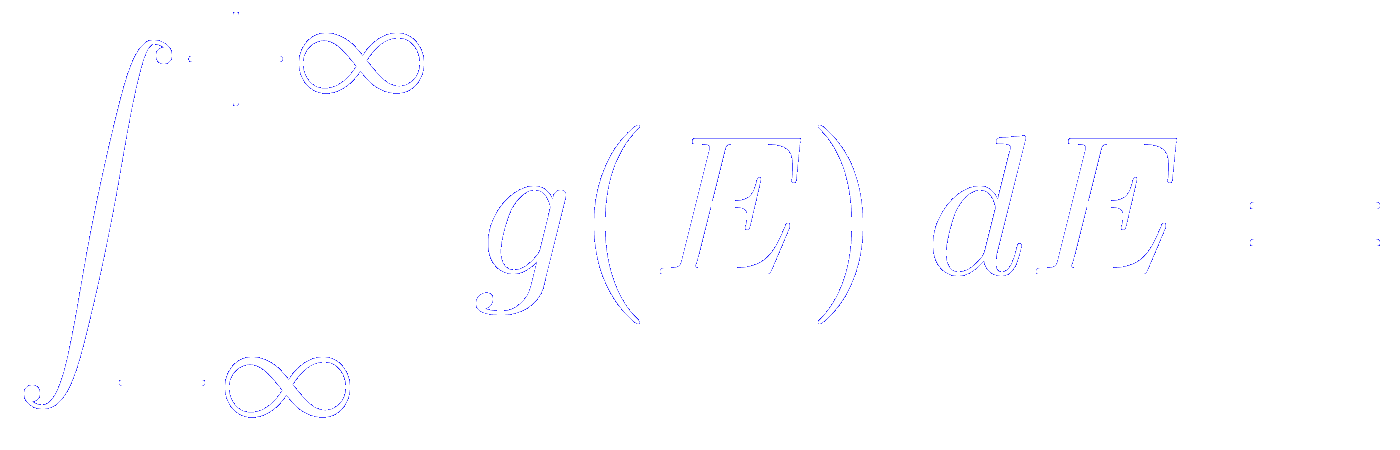 ∫_{-∞}^{+∞} g(E) dE =